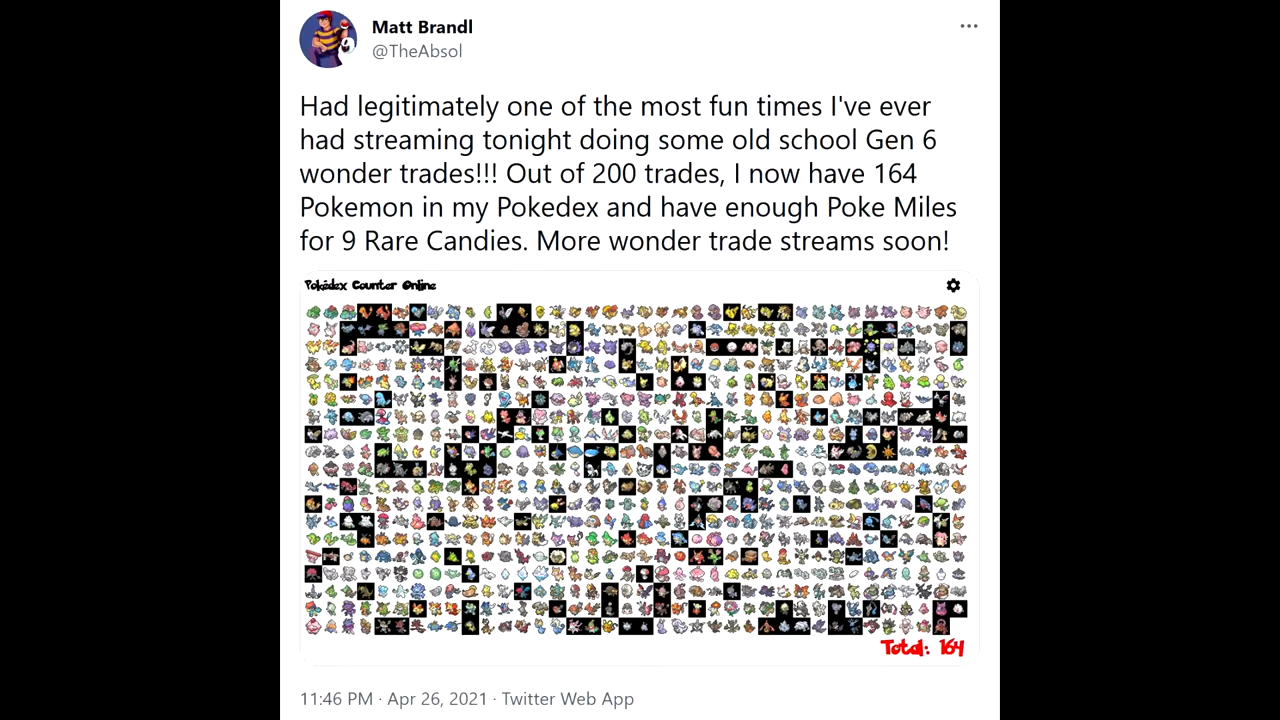 Matt Brandl
@TheAbsol
Had legitimately one of the most fun times I've ever
had streaming tonight doing some old school Gen 6
wonder trades!!! Out of 200 trades, I now have 164
Pokemon in my Pokedex and have enough Poke Miles
for 9 Rare Candies. More wonder trade streams soon!
Pokédex Counter Online
Total: 164
11:46 PM · Apr 26, 2021 · Twitter Web App